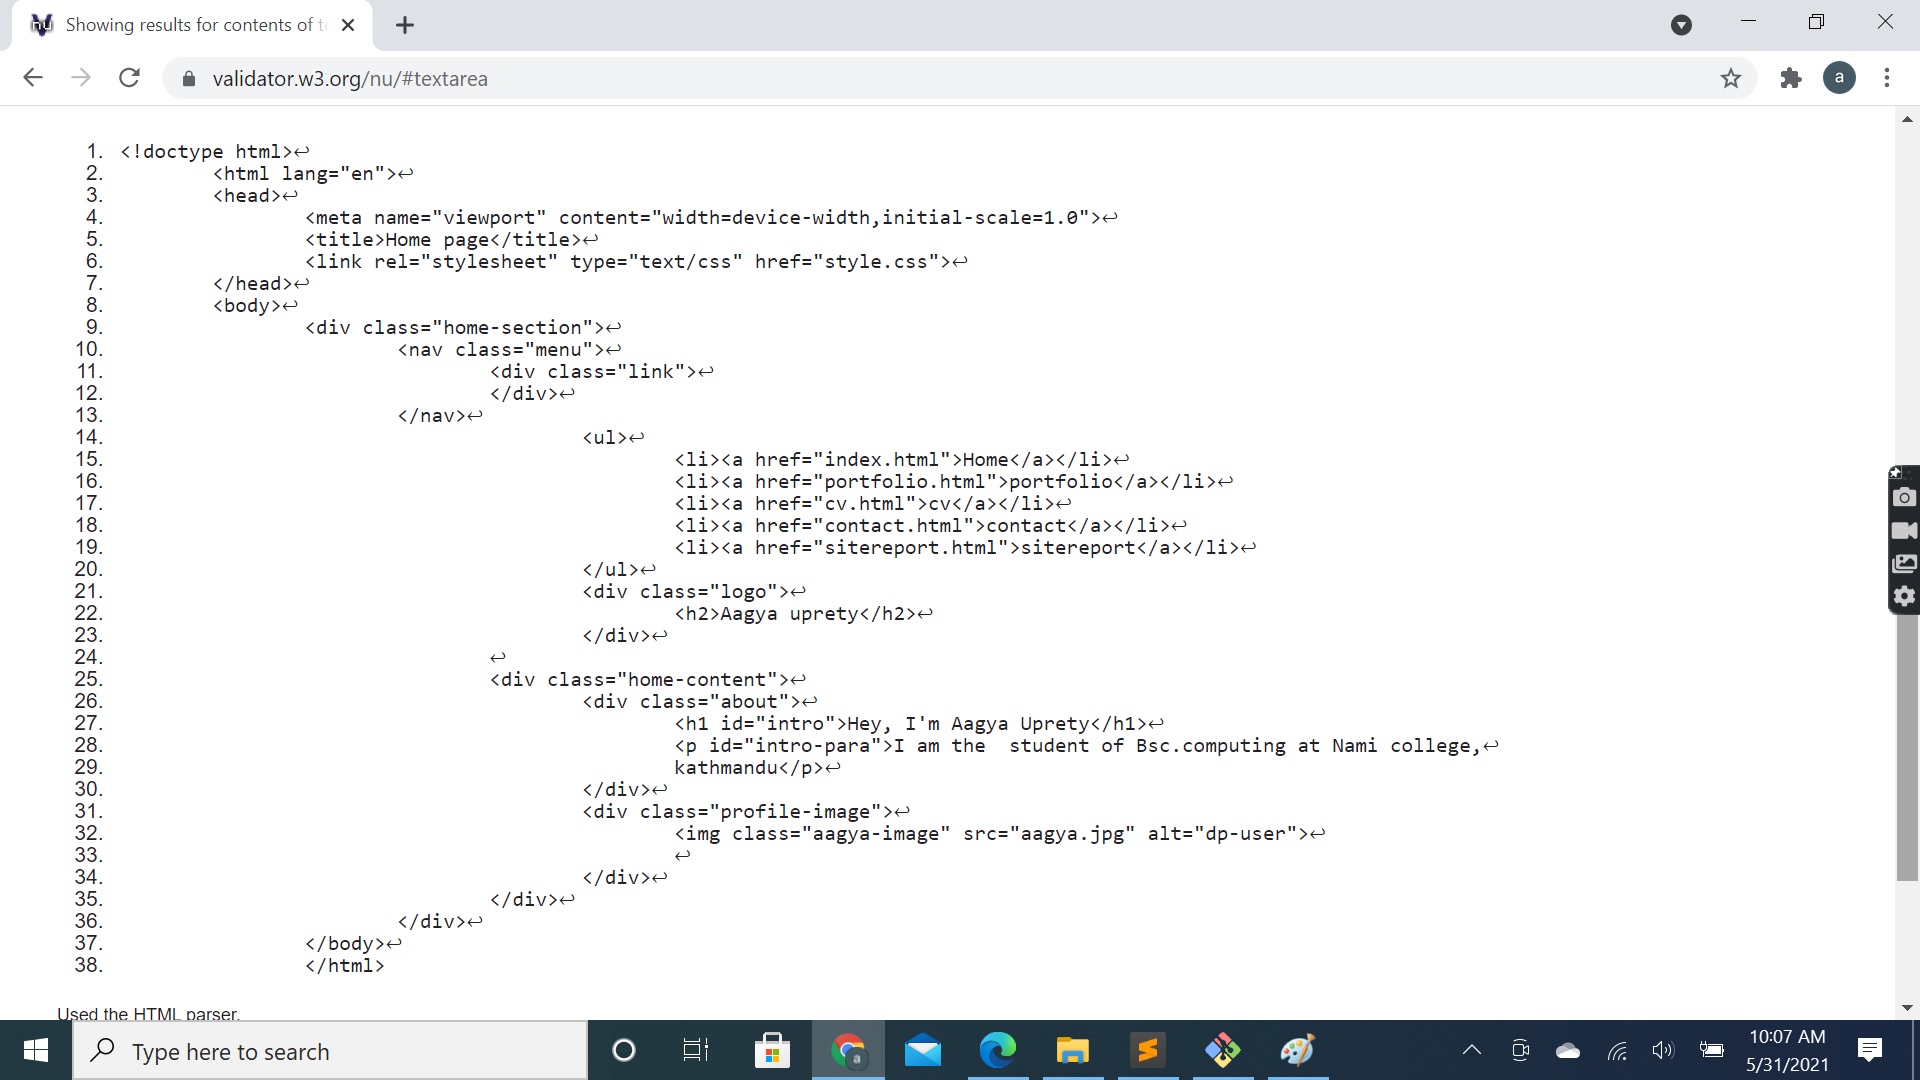 Showing results for contents of te
validator.w3.org/nu/#textarea
a
1. <!doctype html>↩
2. <html lang="en">↩
3. <head>↩
4. <meta name="viewport" content="width=device-width,initial-scale=1.0">↩
5. <title>Home page</title>↩
6. <link rel="stylesheet" type="text/css" href="style.css">↩
7. </head>↩
8. <body>↩
9. <div class="home-section">↩
10. <nav class="menu">↩
11. <div class="link">↩
12. </div>↩
13. </nav>↩
14. <ul>↩
15. <li><a href="index.html">Home</a></li>↩
16. <li><a href="portfolio.html">portfolio</a></li>↩
17. <li><a href="cv.html">cv</a></li>↩
18. <li><a href="contact.html">contact</a></li>↩
19. <li><a href="sitereport.html">sitereport</a></li>↩
20. </ul>↩
21. <div class="logo">↩
22. <h2>Aagya uprety</h2>↩
23. </div>↩
24. ↩
25. <div class="home-content">↩
26. <div class="about">↩
27. <h1 id="intro">Hey, I'm Aagya Uprety</h1>↩
28. <p id="intro-para">I am the  student of Bsc.computing at Nami college,↩
29. kathmandu</p>↩
30. </div>↩
31. <div class="profile-image">↩
32. <img class="aagya-image" src="aagya.jpg" alt="dp-user">↩
33. ↩
34. </div>↩
35. </div>↩
36. </div>↩
37. </body>↩
38. </html>
Used the HTML parser.
Type here to search
10:07 AM
5/31/2021